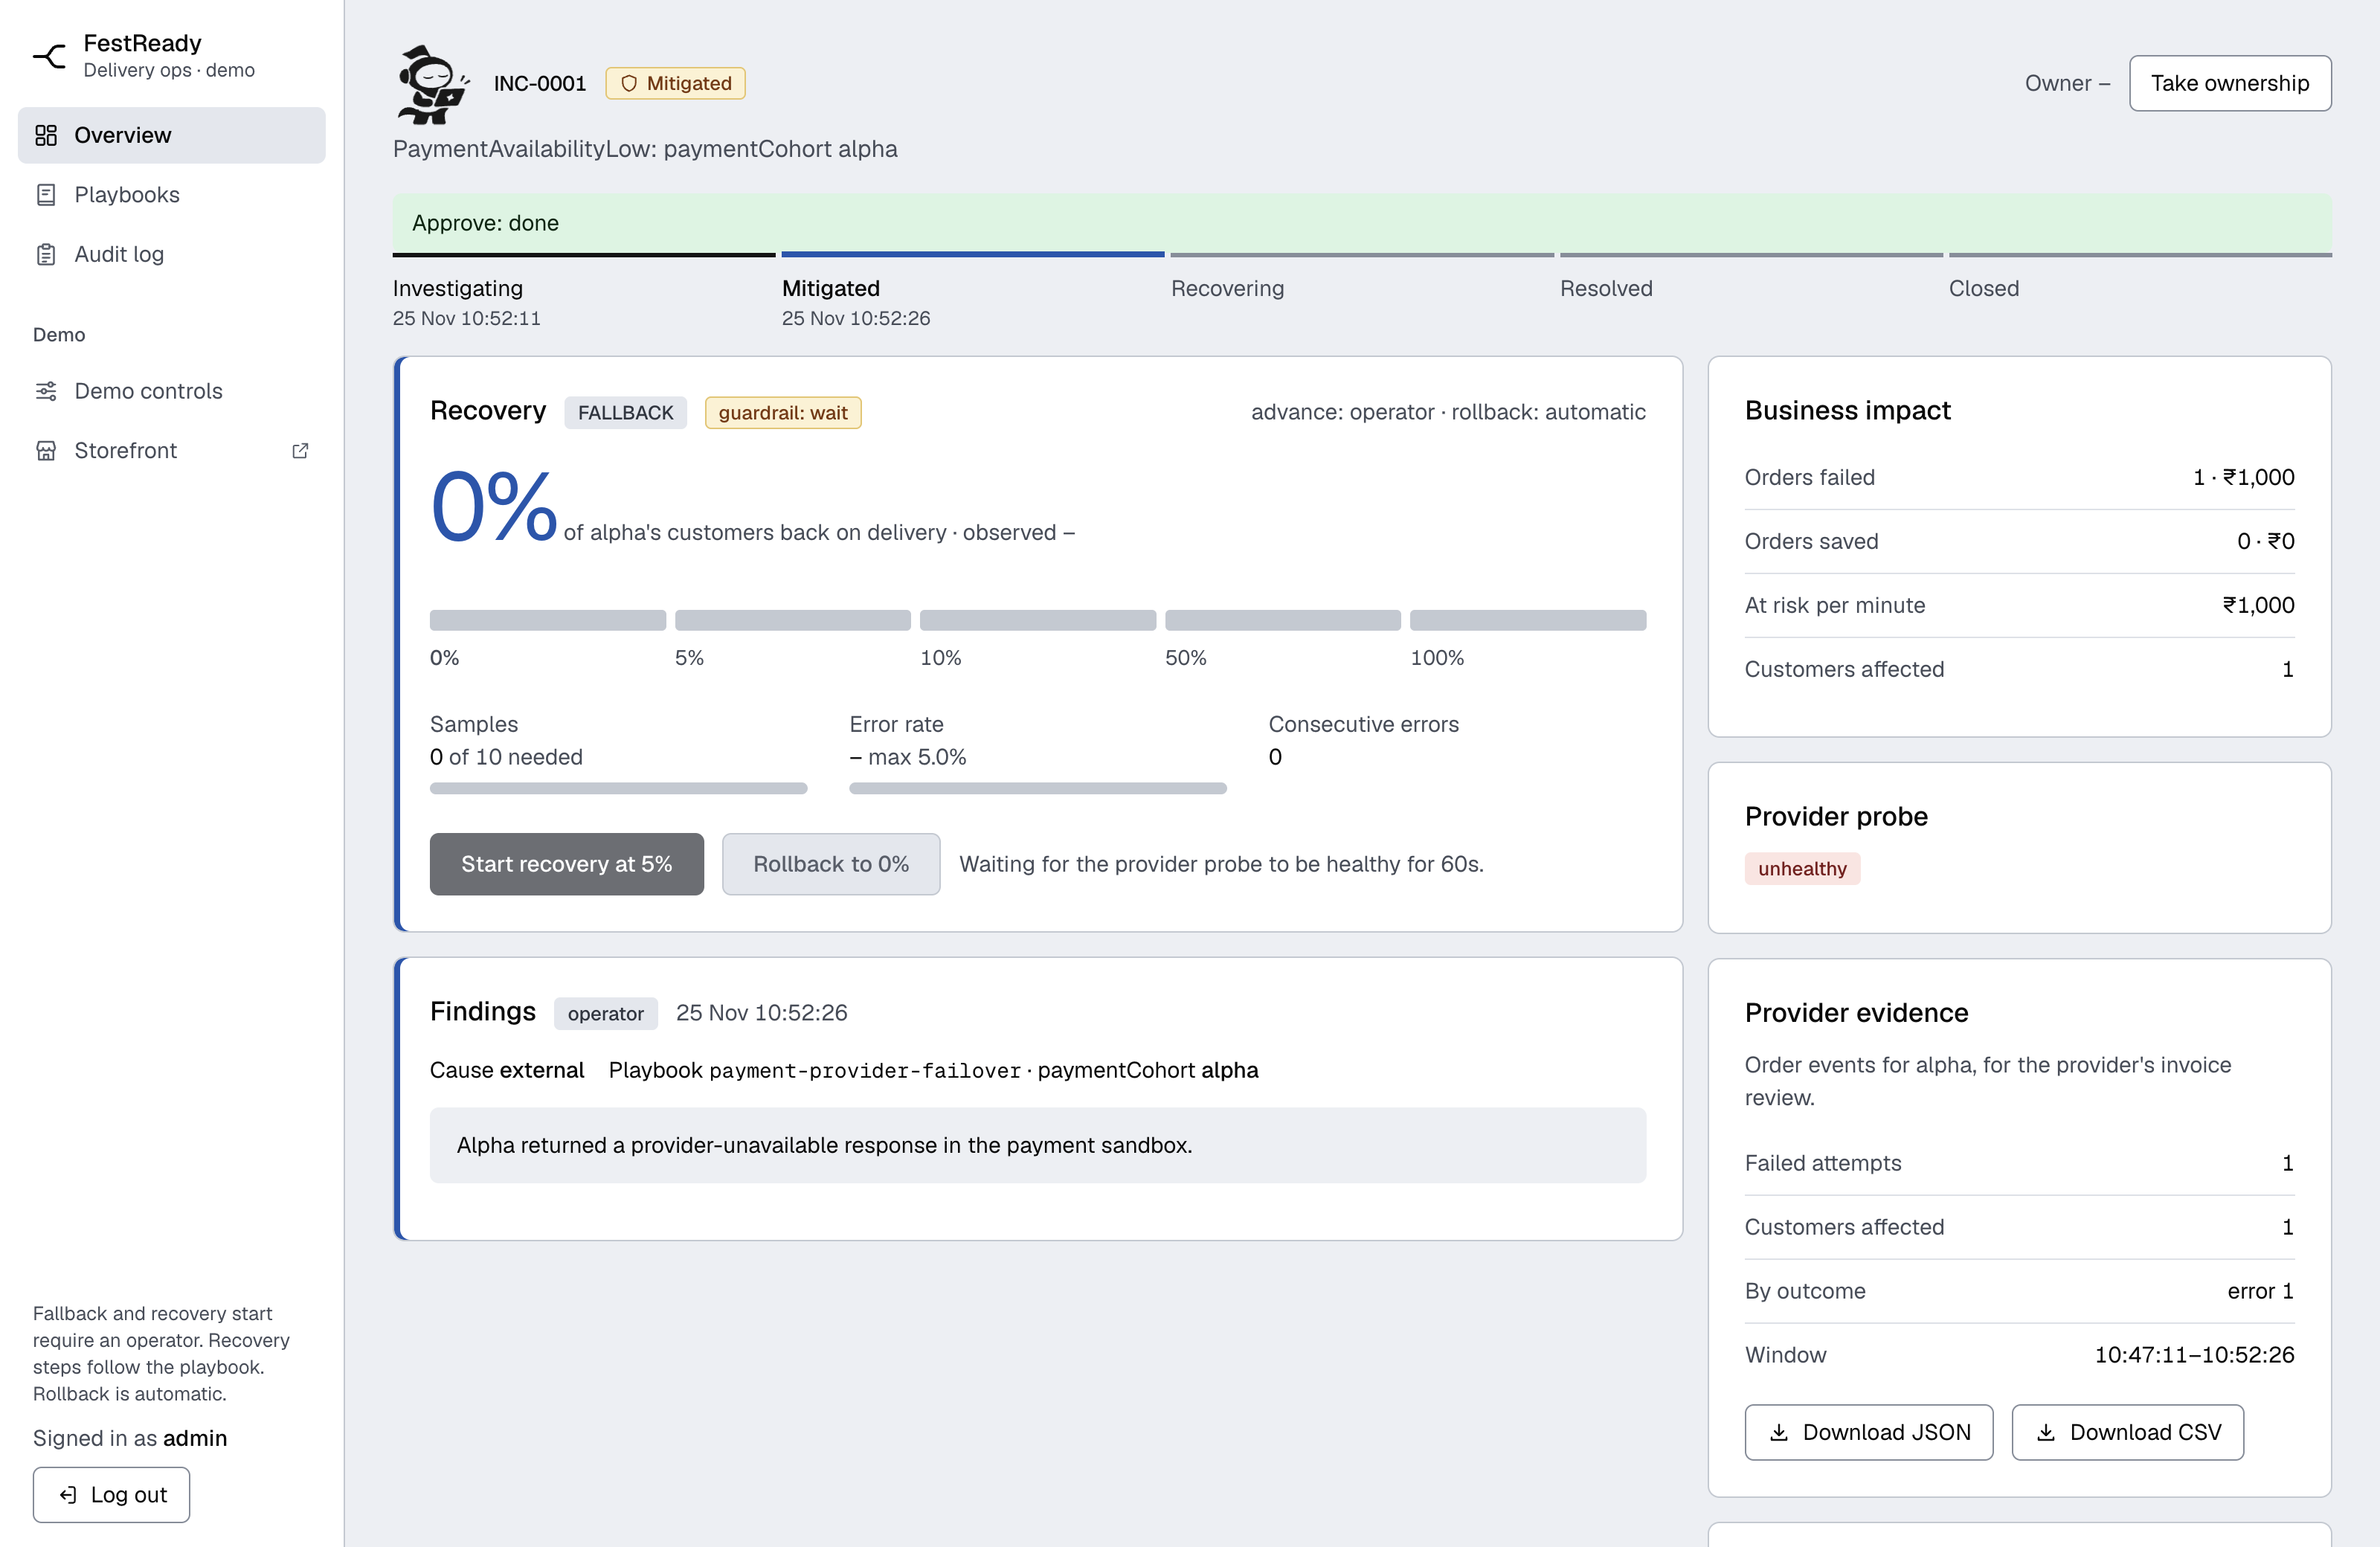 FestReady
Delivery ops · demo
Overview
Playbooks
Audit log
Demo
Demo controls
Storefront
Fallback and recovery start
require an operator. Recovery
steps follow the playbook.
Rollback is automatic.
Signed in as admin
Log out
INC-0001
Mitigated
Owner –
Take ownership
PaymentAvailabilityLow: paymentCohort alpha
Approve: done
Investigating
25 Nov 10:52:11
Mitigated
25 Nov 10:52:26
Recovering
Resolved
Closed
Recovery
FALLBACK
guardrail: wait
advance: operator · rollback: automatic
0% of alpha's customers back on delivery · observed –
0%
5%
10%
50%
100%
Samples
0 of 10 needed
Error rate
– max 5.0%
Consecutive errors
0
Start recovery at 5%
Rollback to 0%
Waiting for the provider probe to be healthy for 60s.
Findings
operator
25 Nov 10:52:26
Cause external Playbook payment-provider-failover · paymentCohort alpha
Alpha returned a provider-unavailable response in the payment sandbox.
Business impact
Orders failed 1 · ₹1,000
Orders saved 0 · ₹0
At risk per minute ₹1,000
Customers affected 1
Provider probe
unhealthy
Provider evidence
Order events for alpha, for the provider's invoice
review.
Failed attempts 1
Customers affected 1
By outcome error 1
Window 10:47:11–10:52:26
Download JSON
Download CSV